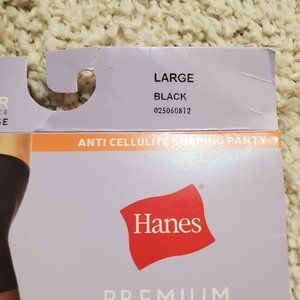 LARGE
BLACK
025060812
ANTI CELLULITE SHAPING PANTY
Hanes
PREMIUM